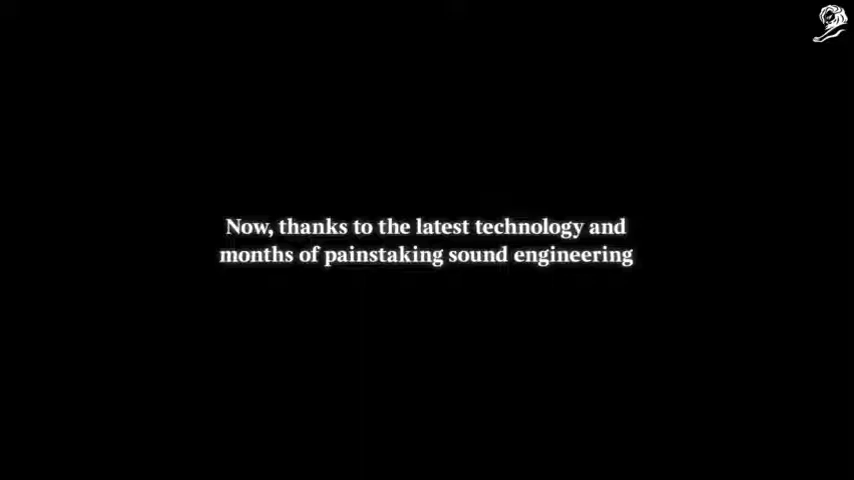 Now, thanks to the latest technology and
months of painstaking sound engineering